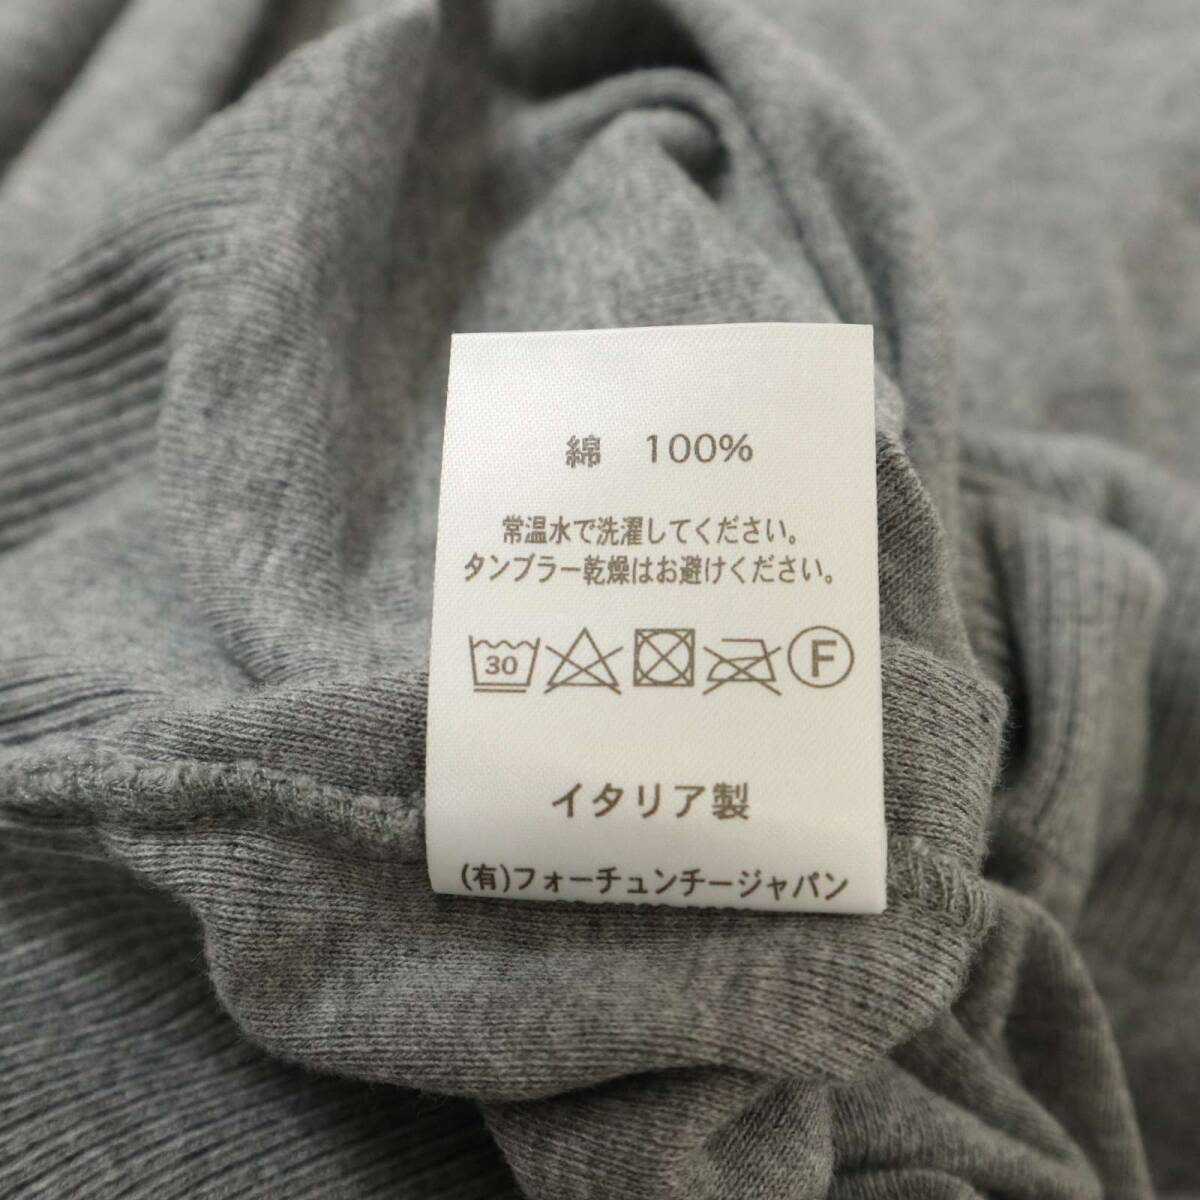 綿 100%
常温水で洗濯してください。
タンブラー乾燥はお避けください。
30 F
イタリア製
(有)フォーチュンチージャパン